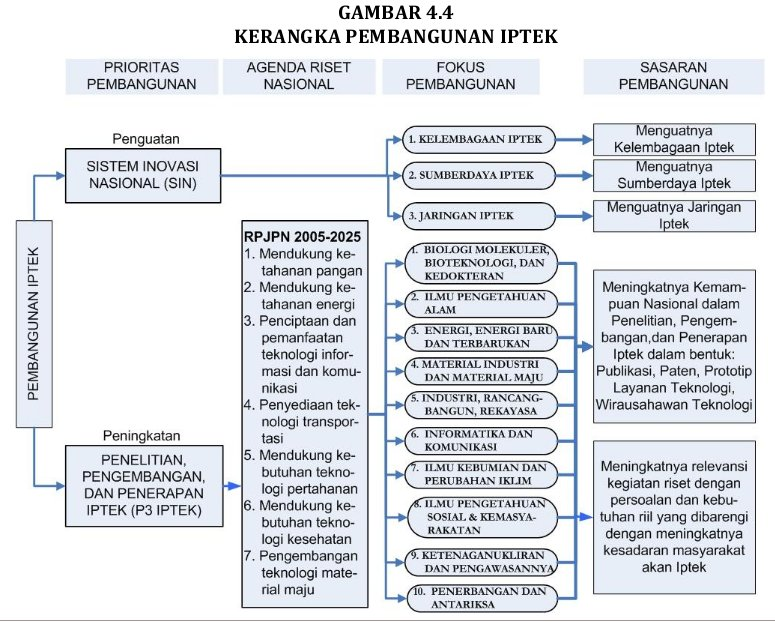 GAMBAR 4.4
KERANGKA PEMBANGUNAN IPTEK
PRIORITAS
PEMBANGUNAN
AGENDA RISET
NASIONAL
FOKUS
PEMBANGUNAN
SASARAN
PEMBANGUNAN
PEMBANGUNAN IPTEK
Penguatan
SISTEM INOVASI
NASIONAL (SIN)
1. KELEMBAGAAN IPTEK
2. SUMBERDAYA IPTEK
3. JARINGAN IPTEK
Menguatnya
Kelembagaan Iptek
Menguatnya
Sumberdaya Iptek
Menguatnya Jaringan
Iptek
Peningkatan
PENELITIAN,
PENGEMBANGAN,
DAN PENERAPAN
IPTEK (P3 IPTEK)
RPJPN 2005-2025
1. Mendukung ke-
tahanan pangan
2. Mendukung ke-
tahanan energi
3. Penciptaan dan
pemanfaatan
teknologi infor-
masi dan komu-
nikasi
4. Penyediaan tek-
nologi transpor-
tasi
5. Mendukung ke-
butuhan tekno-
logi pertahanan
6. Mendukung ke-
butuhan tekno-
logi kesehatan
7. Pengembangan
teknologi mate-
rial maju
1. BIOLOGI MOLEKULER,
BIOTEKNOLOGI, DAN
KEDOKTERAN
2. ILMU PENGETAHUAN
ALAM
3. ENERGI, ENERGI BARU
DAN TERBARUKAN
4. MATERIAL INDUSTRI
DAN MATERIAL MAJU
5. INDUSTRI, RANCANG-
BANGUN, REKAYASA
6. INFORMATIKA DAN
KOMUNIKASI
7. ILMU KEBUMIAN DAN
PERUBAHAN IKLIM
8. ILMU PENGETAHUAN
SOSIAL & KEMASYA-
RAKATAN
9. KETENAGANUKLIRAN
DAN PENGAWASANNYA
10. PENERBANGAN DAN
ANTARIKSA
Meningkatnya Kemam-
puan Nasional dalam
Penelitian, Pengem-
bangan,dan Penerapan
Iptek dalam bentuk:
Publikasi, Paten, Prototip
Layanan Teknologi,
Wirausahawan Teknologi
Meningkatnya relevansi
kegiatan riset dengan
persoalan dan kebu-
tuhan riil yang dibarengi
dengan meningkatnya
kesadaran masyarakat
akan Iptek